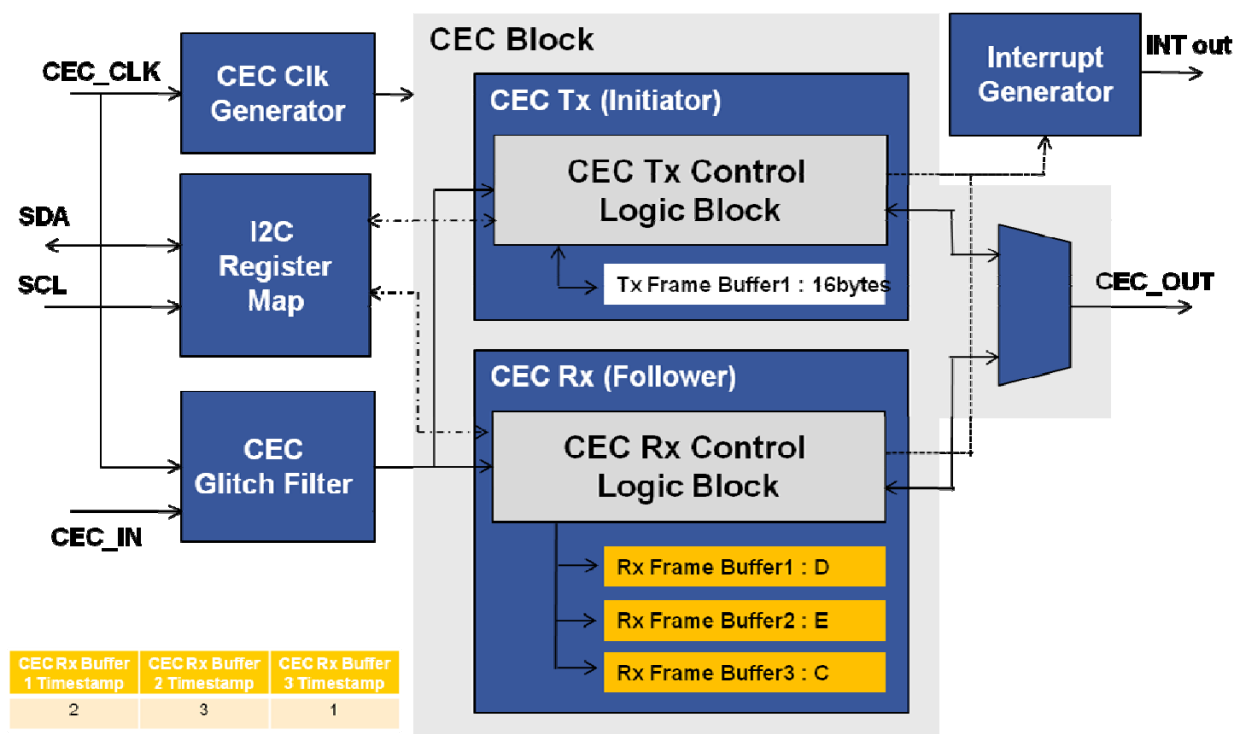 CEC Block
CEC_CLK
CEC Clk
Generator
Interrupt
Generator
INT out
CEC Tx (Initiator)
CEC Tx Control
Logic Block
SDA
SCL
I2C
Register
Map
Tx Frame Buffer1 : 16bytes
CEC_OUT
CEC Rx (Follower)
CEC Rx Control
Logic Block
CEC
Glitch Filter
CEC_IN
Rx Frame Buffer1 : D
Rx Frame Buffer2 : E
Rx Frame Buffer3 : C
CEC Rx Buffer
1 Timestamp
CEC Rx Buffer
2 Timestamp
CEC Rx Buffer
3 Timestamp
2
3
1